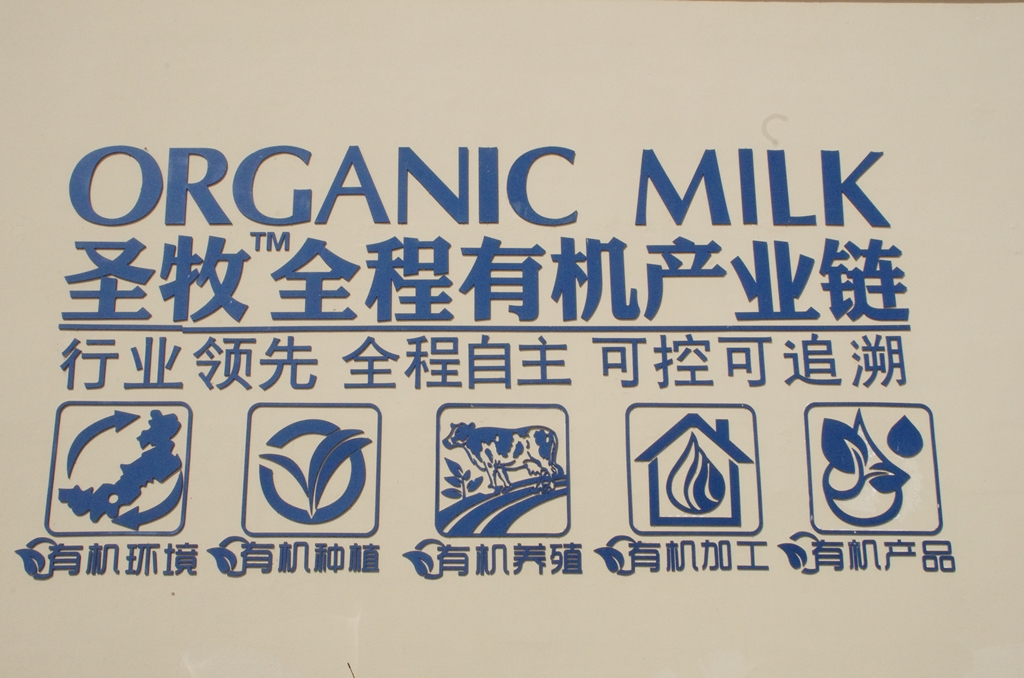 ORGANIC MILK
圣牧™全程有机产业链
行业领先 全程自主 可控可追溯
有机环境 有机种植 有机养殖 有机加工 有机产品